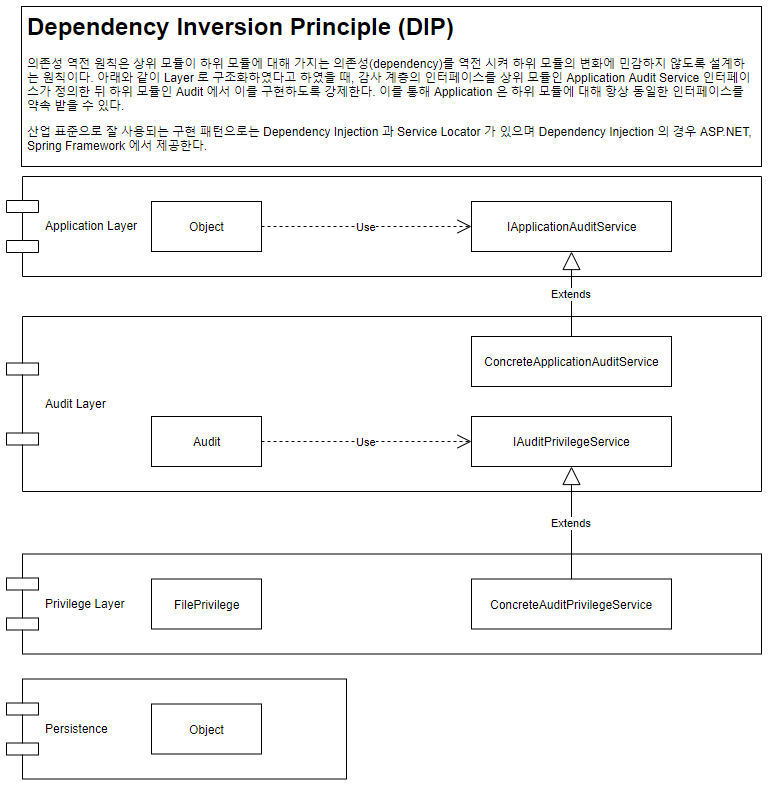 Dependency Inversion Principle (DIP)
의존성 역전 원칙은 상위 모듈이 하위 모듈에 대해 가지는 의존성(dependency)를 역전 시켜 하위 모듈의 변화에 민감하지 않도록 설계하
는 원칙이다. 아래와 같이 Layer 로 구조화하였다고 하였을 때, 감사 계층의 인터페이스를 상위 모듈인 Application Audit Service 인터페이
스가 정의한 뒤 하위 모듈인 Audit 에서 이를 구현하도록 강제한다. 이를 통해 Application 은 하위 모듈에 대해 항상 동일한 인터페이스를
약속 받을 수 있다.
산업 표준으로 잘 사용되는 구현 패턴으로는 Dependency Injection 과 Service Locator 가 있으며 Dependency Injection 의 경우 ASP.NET,
Spring Framework 에서 제공한다.
Application Layer
Object
Use
IApplicationAuditService
Extends
ConcreteApplicationAuditService
Audit Layer
Audit
Use
IAuditPrivilegeService
Extends
Privilege Layer
FilePrivilege
ConcreteAuditPrivilegeService
Persistence
Object